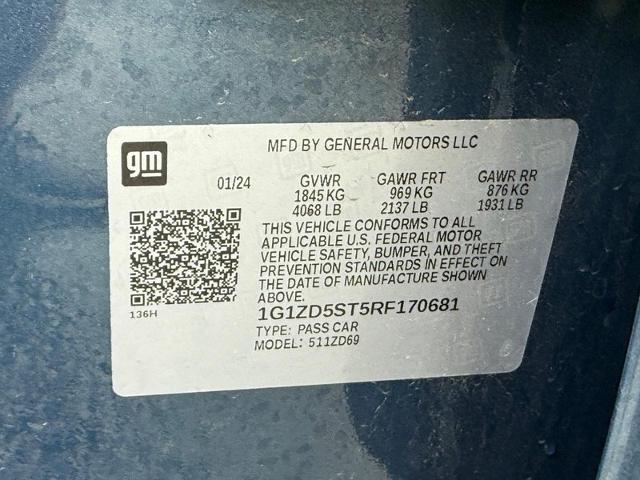 gm
MFD BY GENERAL MOTORS LLC
01/24 GVWR GAWR FRT GAWR RR
1845 KG 969 KG 876 KG
4068 LB 2137 LB 1931 LB
THIS VEHICLE CONFORMS TO ALL
APPLICABLE U.S. FEDERAL MOTOR
VEHICLE SAFETY, BUMPER, AND THEFT
PREVENTION STANDARDS IN EFFECT ON
THE DATE OF MANUFACTURE SHOWN
ABOVE.
136H
1G1ZD5ST5RF170681
TYPE: PASS CAR
MODEL: 511ZD69